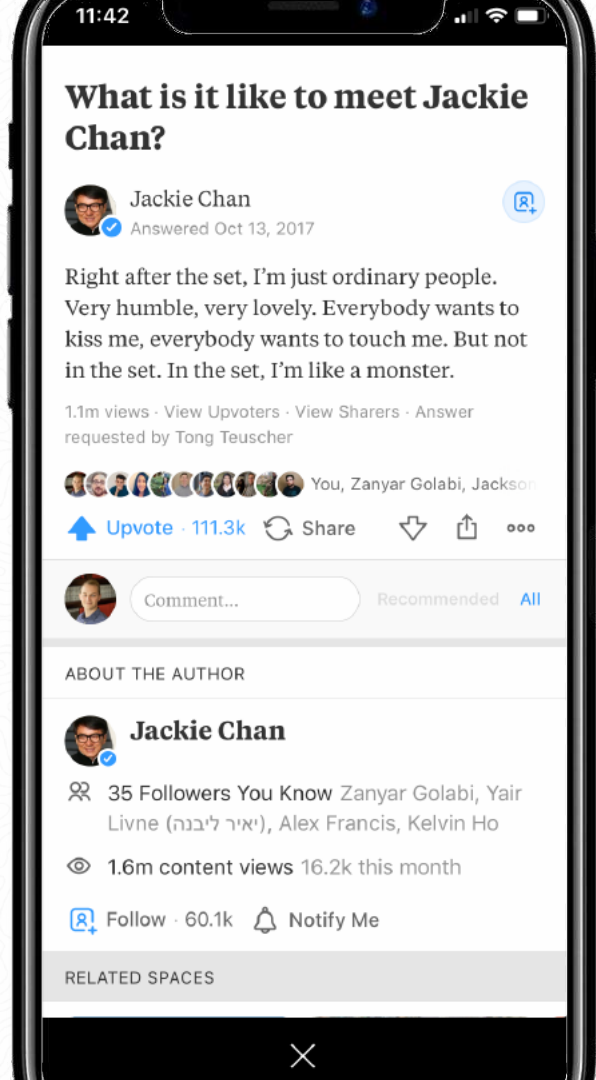 11:42
What is it like to meet Jackie
Chan?
Jackie Chan
Answered Oct 13, 2017
Right after the set, I’m just ordinary people.
Very humble, very lovely. Everybody wants to
kiss me, everybody wants to touch me. But not
in the set. In the set, I’m like a monster.
1.1m views · View Upvoters · View Sharers · Answer
requested by Tong Teuscher
You, Zanyar Golabi, Jackson
Upvote · 111.3k Share
Comment... Recommended All
ABOUT THE AUTHOR
Jackie Chan
35 Followers You Know Zanyar Golabi, Yair
Livne (יאיר ליבנה), Alex Francis, Kelvin Ho
1.6m content views 16.2k this month
Follow · 60.1k Notify Me
RELATED SPACES